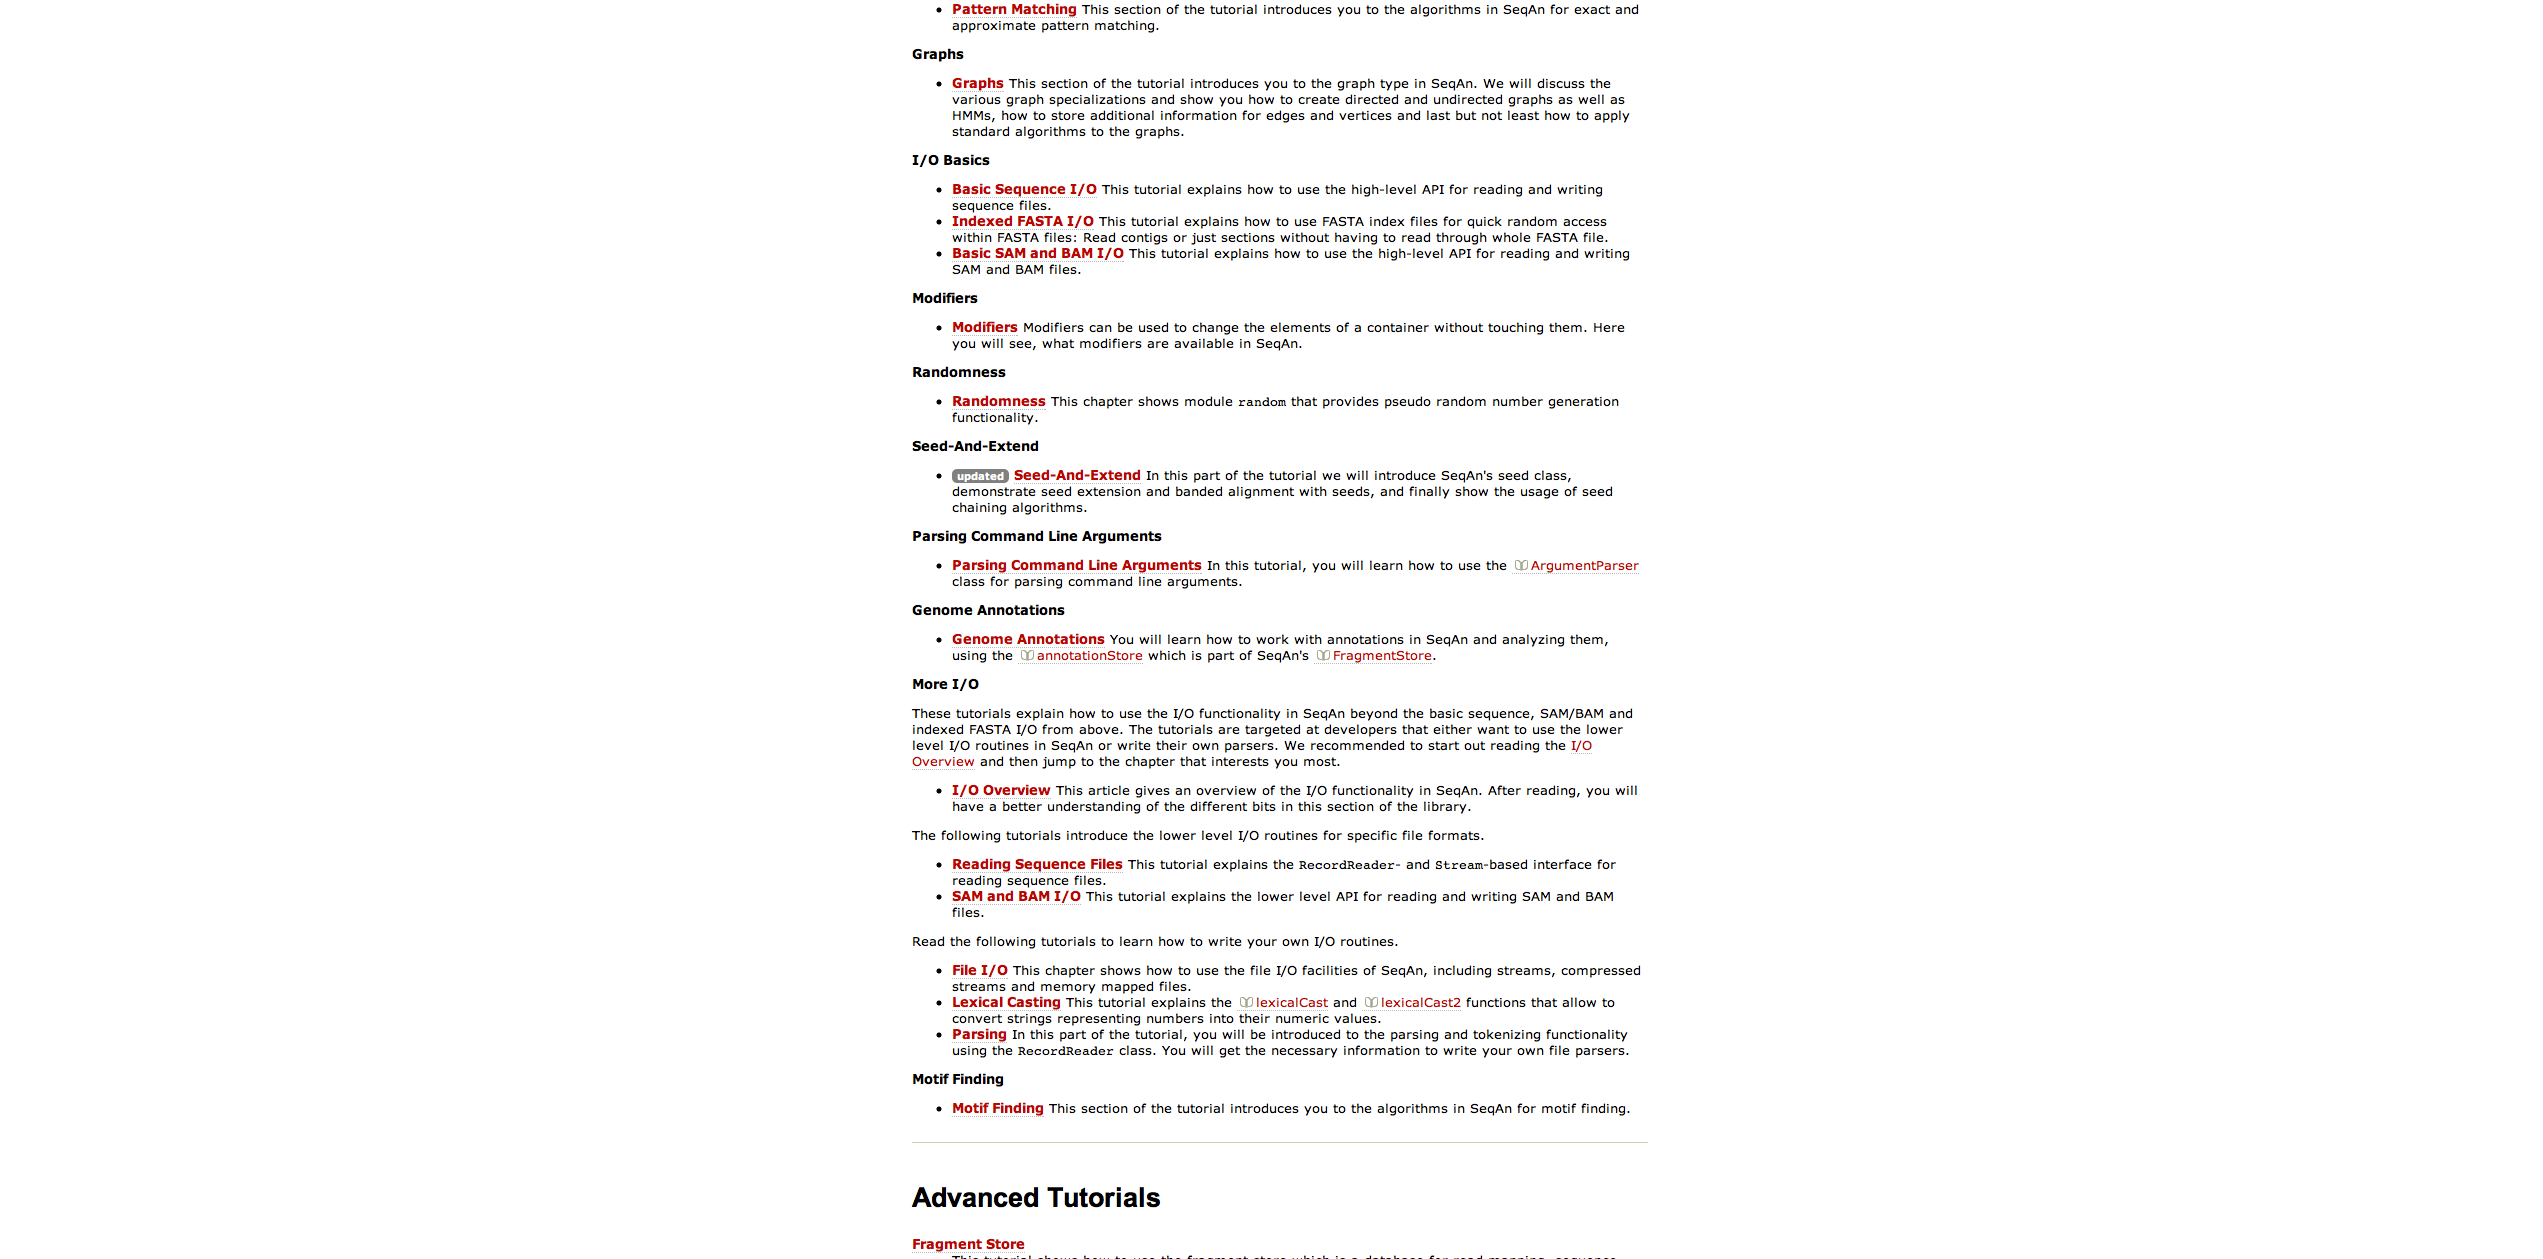 Pattern Matching This section of the tutorial introduces you to the algorithms in SeqAn for exact and
approximate pattern matching.
Graphs
Graphs This section of the tutorial introduces you to the graph type in SeqAn. We will discuss the
various graph specializations and show you how to create directed and undirected graphs as well as
HMMs, how to store additional information for edges and vertices and last but not least how to apply
standard algorithms to the graphs.
I/O Basics
Basic Sequence I/O This tutorial explains how to use the high-level API for reading and writing
sequence files.
Indexed FASTA I/O This tutorial explains how to use FASTA index files for quick random access
within FASTA files: Read contigs or just sections without having to read through whole FASTA file.
Basic SAM and BAM I/O This tutorial explains how to use the high-level API for reading and writing
SAM and BAM files.
Modifiers
Modifiers Modifiers can be used to change the elements of a container without touching them. Here
you will see, what modifiers are available in SeqAn.
Randomness
Randomness This chapter shows module random that provides pseudo random number generation
functionality.
Seed-And-Extend
updated Seed-And-Extend In this part of the tutorial we will introduce SeqAn's seed class,
demonstrate seed extension and banded alignment with seeds, and finally show the usage of seed
chaining algorithms.
Parsing Command Line Arguments
Parsing Command Line Arguments In this tutorial, you will learn how to use the ArgumentParser
class for parsing command line arguments.
Genome Annotations
Genome Annotations You will learn how to work with annotations in SeqAn and analyzing them,
using the annotationStore which is part of SeqAn's FragmentStore.
More I/O
These tutorials explain how to use the I/O functionality in SeqAn beyond the basic sequence, SAM/BAM and
indexed FASTA I/O from above. The tutorials are targeted at developers that either want to use the lower
level I/O routines in SeqAn or write their own parsers. We recommended to start out reading the I/O
Overview and then jump to the chapter that interests you most.
I/O Overview This article gives an overview of the I/O functionality in SeqAn. After reading, you will
have a better understanding of the different bits in this section of the library.
The following tutorials introduce the lower level I/O routines for specific file formats.
Reading Sequence Files This tutorial explains the RecordReader- and Stream-based interface for
reading sequence files.
SAM and BAM I/O This tutorial explains the lower level API for reading and writing SAM and BAM
files.
Read the following tutorials to learn how to write your own I/O routines.
File I/O This chapter shows how to use the file I/O facilities of SeqAn, including streams, compressed
streams and memory mapped files.
Lexical Casting This tutorial explains the lexicalCast and lexicalCast2 functions that allow to
convert strings representing numbers into their numeric values.
Parsing In this part of the tutorial, you will be introduced to the parsing and tokenizing functionality
using the RecordReader class. You will get the necessary information to write your own file parsers.
Motif Finding
Motif Finding This section of the tutorial introduces you to the algorithms in SeqAn for motif finding.
Advanced Tutorials
Fragment Store